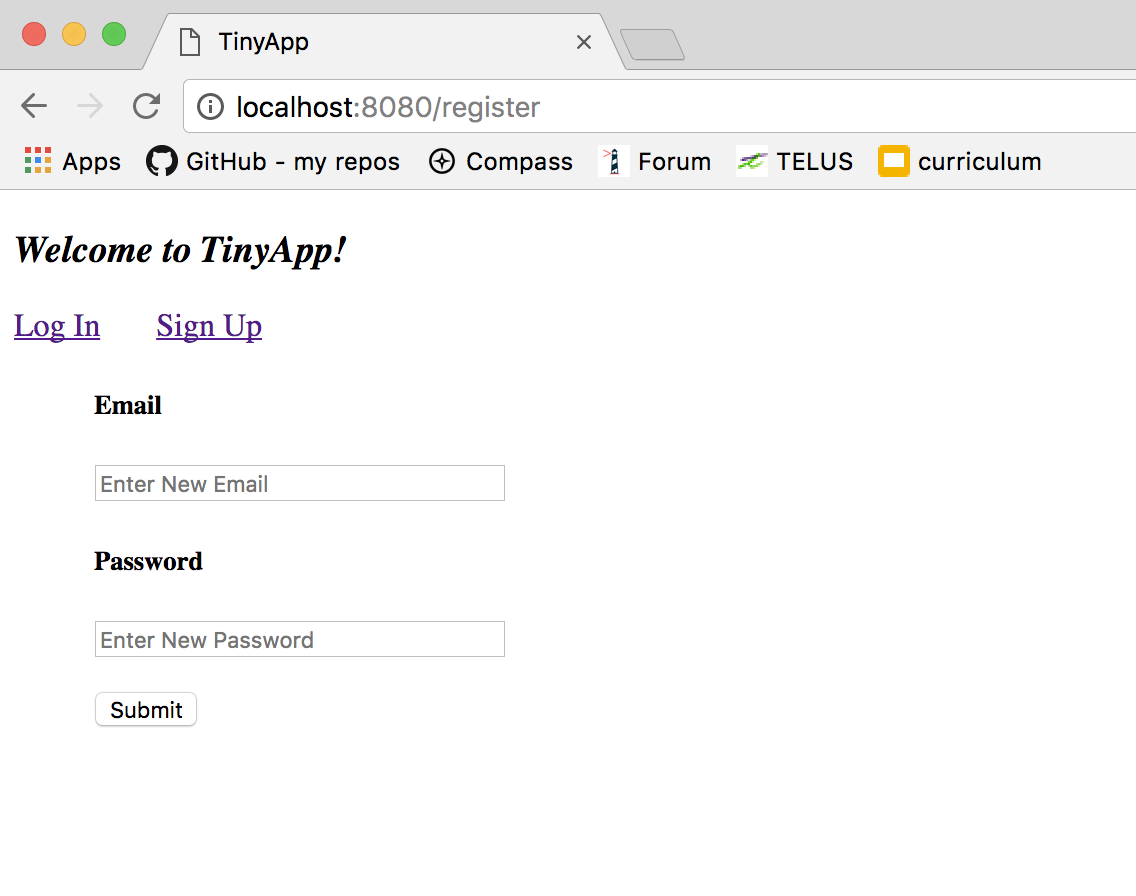 TinyApp
localhost:8080/register
Apps GitHub - my repos Compass Forum TELUS curriculum
Welcome to TinyApp!
Log In Sign Up
Email
Enter New Email
Password
Enter New Password
Submit